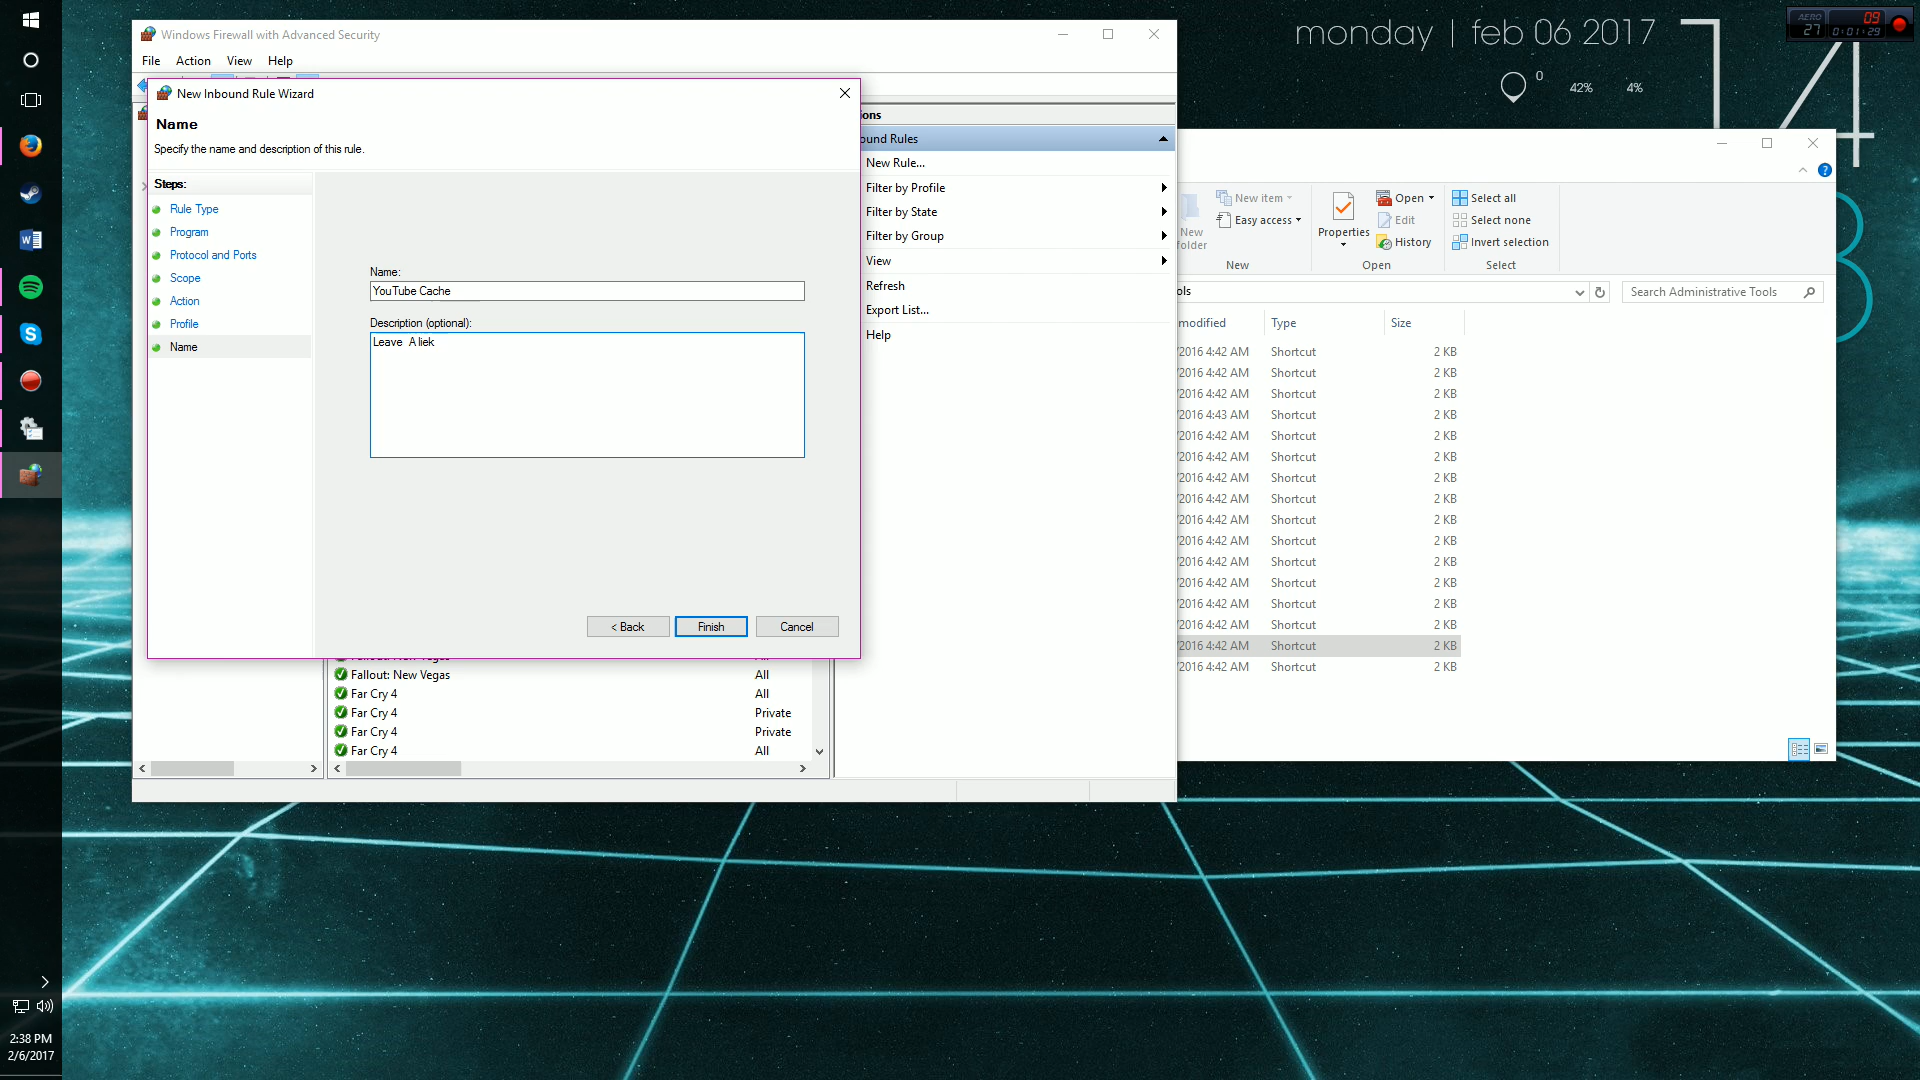 Windows Firewall with Advanced Security
File Action View Help
New Inbound Rule Wizard
Name
Specify the name and description of this rule.
Steps:
Rule Type
Program
Protocol and Ports
Scope
Action
Profile
Name
Name:
YouTube Cache
Description (optional):
Leave A liek
< Back Finish Cancel
Fallout: New Vegas All
Far Cry 4 All
Far Cry 4 Private
Far Cry 4 Private
Far Cry 4 All
ions
ound Rules
New Rule...
Filter by Profile
Filter by State
Filter by Group
View
Refresh
Export List...
Help
monday | feb 06 2017
0
42% 4%
14
AERO
27
09
0:01:29
New
folder
New item
Easy access
New
Properties
Open
Edit
History
Open
Select all
Select none
Invert selection
Select
ols
Search Administrative Tools
modified Type Size
/2016 4:42 AM Shortcut 2 KB
/2016 4:42 AM Shortcut 2 KB
/2016 4:42 AM Shortcut 2 KB
/2016 4:43 AM Shortcut 2 KB
/2016 4:42 AM Shortcut 2 KB
/2016 4:42 AM Shortcut 2 KB
/2016 4:42 AM Shortcut 2 KB
/2016 4:42 AM Shortcut 2 KB
/2016 4:42 AM Shortcut 2 KB
/2016 4:42 AM Shortcut 2 KB
/2016 4:42 AM Shortcut 2 KB
/2016 4:42 AM Shortcut 2 KB
/2016 4:42 AM Shortcut 2 KB
/2016 4:42 AM Shortcut 2 KB
/2016 4:42 AM Shortcut 2 KB
/2016 4:42 AM Shortcut 2 KB
2:38 PM
2/6/2017